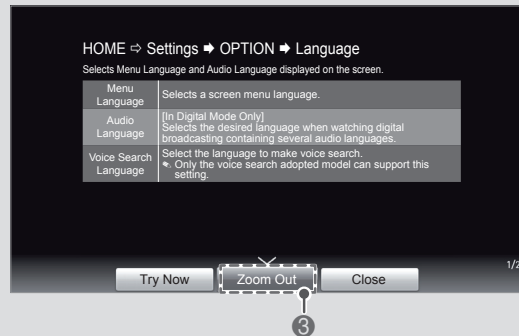 HOME ⇨ Settings ➡ OPTION ➡ Language
Selects Menu Language and Audio Language displayed on the screen.
Menu
Language
Selects a screen menu language.
Audio
Language
[In Digital Mode Only]
Selects the desired language when watching digital
broadcasting containing several audio languages.
Voice Search
Language
Select the language to make voice search.
Only the voice search adopted model can support this
setting.
1/2
Try Now
Zoom Out
Close
3